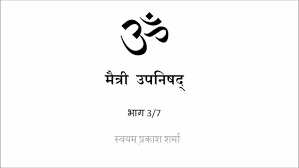 ॐ
मैत्री उपनिषद्
भाग 3/7
स्वयम् प्रकाश शर्मा